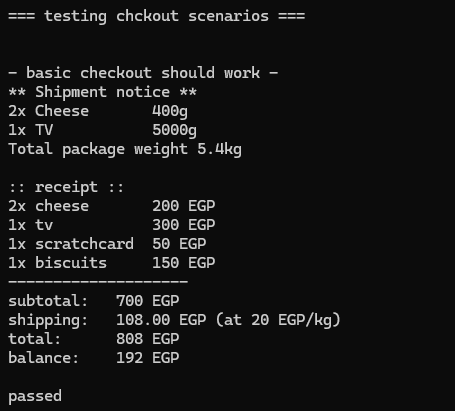 === testing chckout scenarios ===
- basic checkout should work -
** Shipment notice **
2x Cheese 400g
1x TV 5000g
Total package weight 5.4kg
:: receipt ::
2x cheese 200 EGP
1x tv 300 EGP
1x scratchcard 50 EGP
1x biscuits 150 EGP
--------------------
subtotal: 700 EGP
shipping: 108.00 EGP (at 20 EGP/kg)
total: 808 EGP
balance: 192 EGP
passed